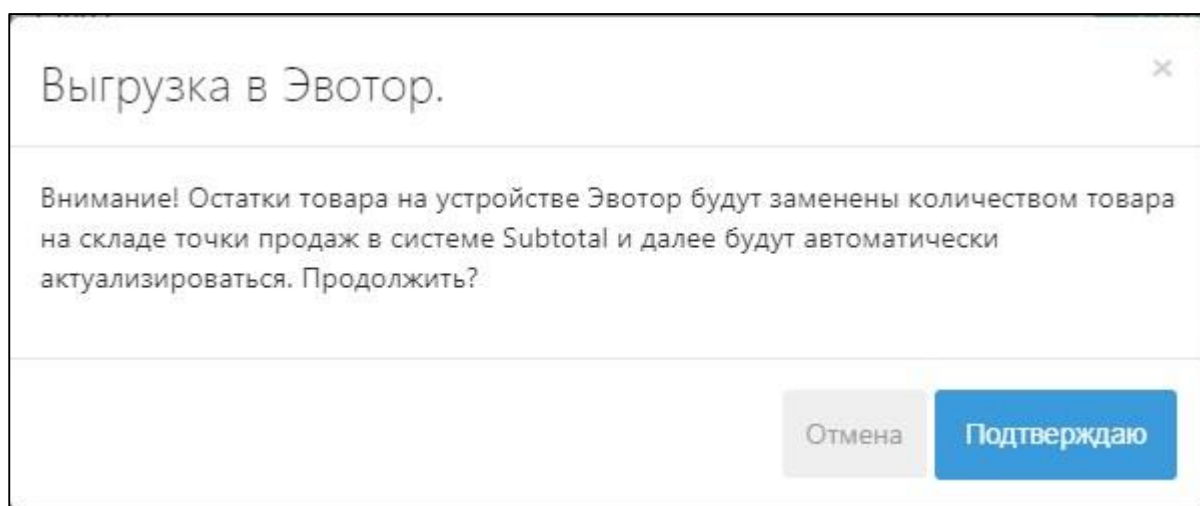 Выгрузка в Эвотор.
×
Внимание! Остатки товара на устройстве Эвотор будут заменены количеством товара
на складе точки продаж в системе Subtotal и далее будут автоматически
актуализироваться. Продолжить?
Отмена
Подтверждаю